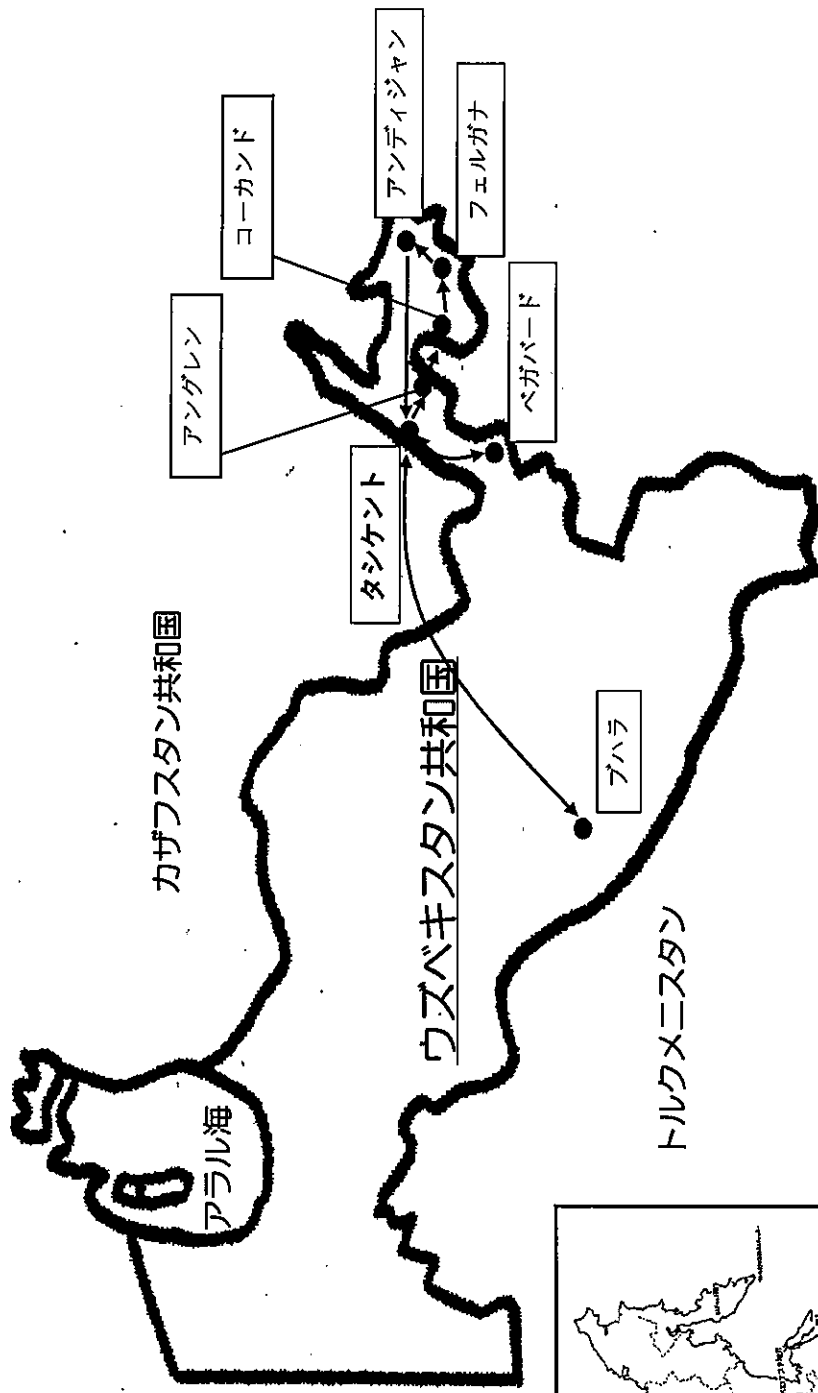 カザフスタン共和国
アラル海
ウズベキスタン共和国
トルクメニスタン
タシケント
アングレン
コーカンド
アンディジャン
フェルガナ
ベガバード
ブハラ